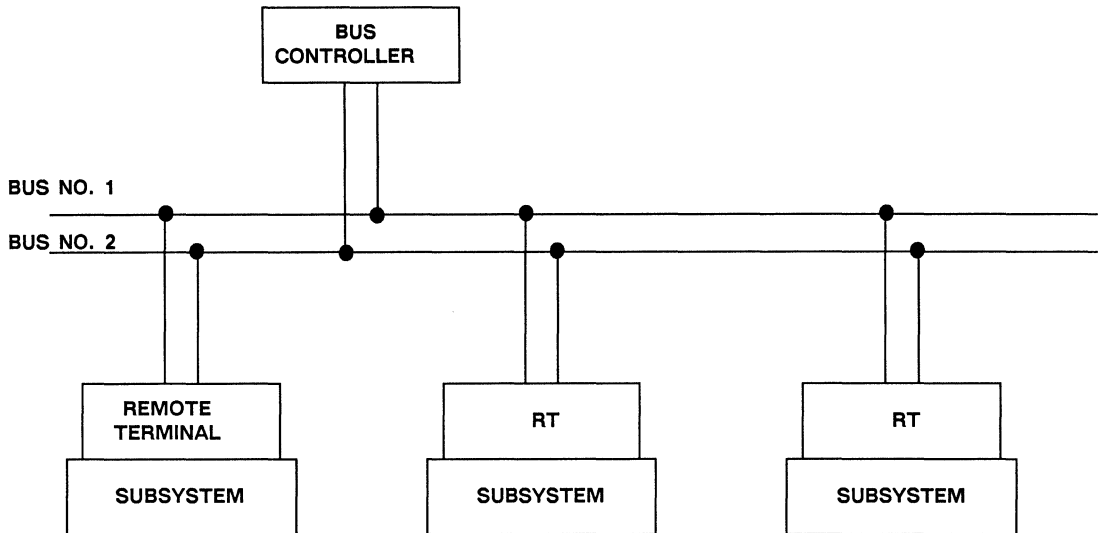 BUS
CONTROLLER
BUS NO. 1
BUS NO. 2
REMOTE
TERMINAL
RT
RT
SUBSYSTEM
SUBSYSTEM
SUBSYSTEM